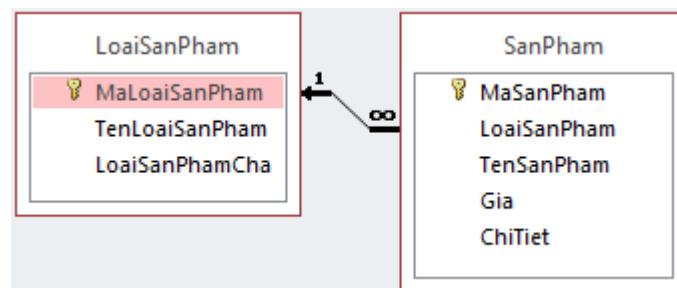 LoaiSanPham
MaLoaiSanPham
TenLoaiSanPham
LoaiSanPhamCha
1
∞
SanPham
MaSanPham
LoaiSanPham
TenSanPham
Gia
ChiTiet